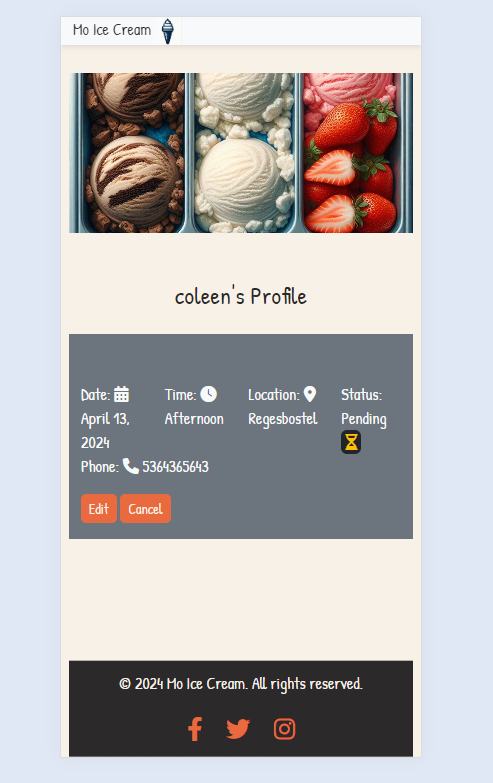 Mo Ice Cream
coleen's Profile
Date: Time: Location: Status:
April 13, Afternoon Regesbostel Pending
2024
Phone: 5364365643
Edit Cancel
© 2024 Mo Ice Cream. All rights reserved.